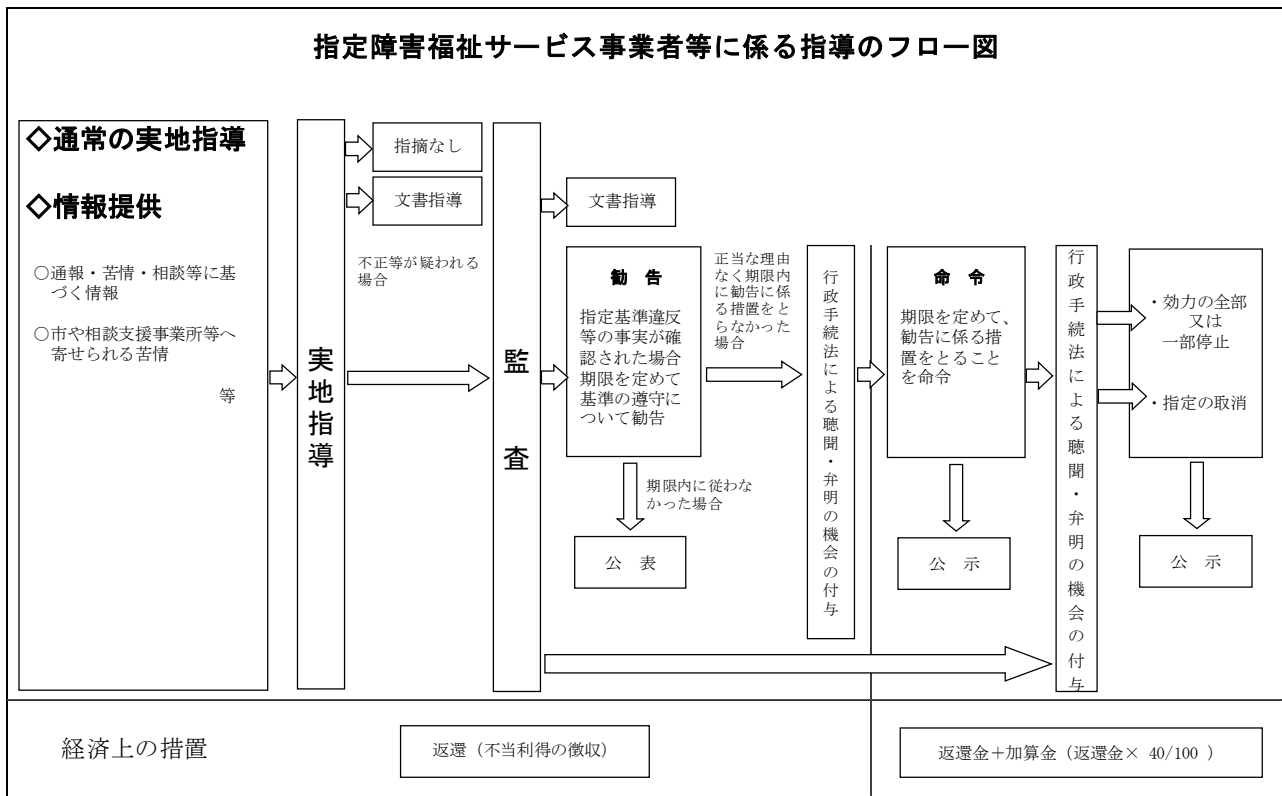 指定障害福祉サービス事業者等に係る指導のフロー図
◇通常の実地指導
◇情報提供
○通報・苦情・相談等に基
づく情報
○市や相談支援事業所等へ
寄せられる苦情
等
実地指導
指摘なし
文書指導
不正等が疑われる
場合
監査
文書指導
勧 告
指定基準違反
等の事実が確
認された場合
期限を定めて
基準の遵守に
ついて勧告
期限内に従わな
かった場合
公 表
正当な理由
なく期限内
に勧告に係
る措置をと
らなかった
場合
行政手続法による聴聞・弁明の機会の付与
命 令
期限を定めて、
勧告に係る措
置をとること
を命令
公 示
行政手続法による聴聞・弁明の機会の付与
・効力の全部
又は
一部停止
・指定の取消
公 示
経済上の措置
返還（不当利得の徴収）
返還金＋加算金（返還金× 40/100 ）